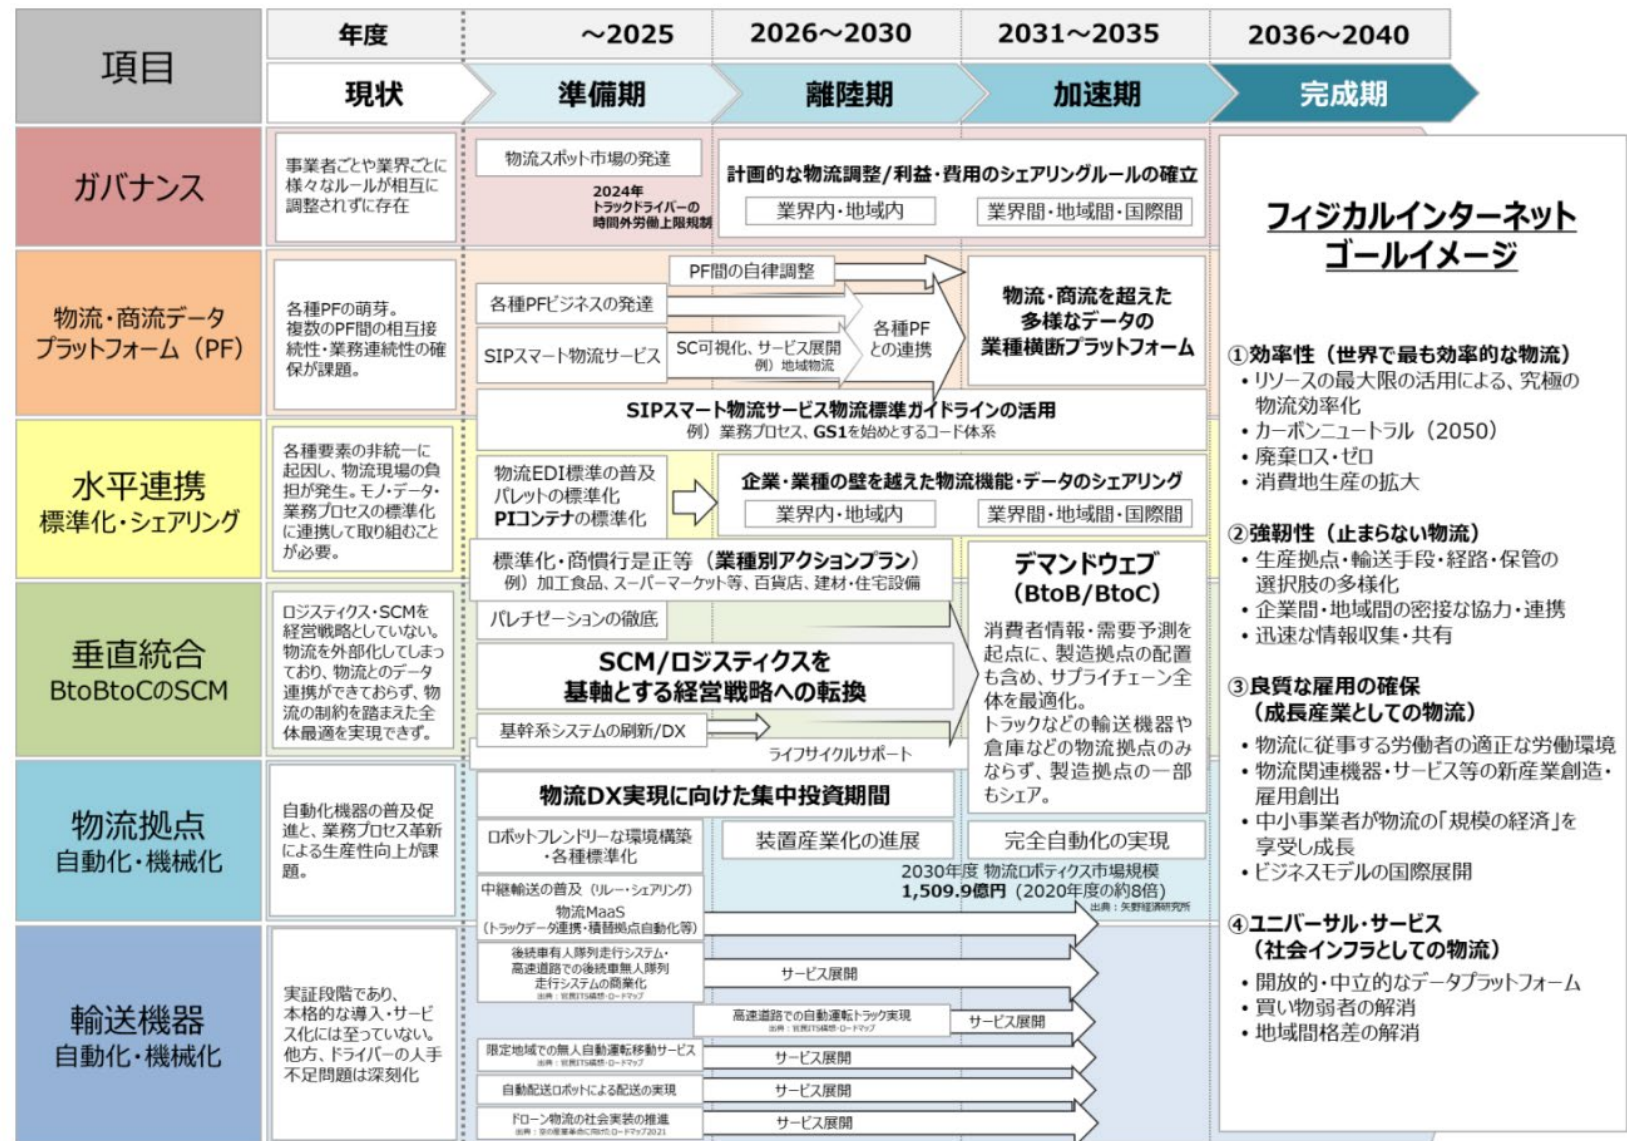 項目
年度
～2025
2026～2030
2031～2035
2036～2040
現状
準備期
離陸期
加速期
完成期
ガバナンス
事業者ごとや業界ごとに
様々なルールが相互に
調整されずに存在
物流スポット市場の発達
2024年
トラックドライバーの
時間外労働上限規制
計画的な物流調整/利益・費用のシェアリングルールの確立
業界内・地域内
業界間・地域間・国際間
物流・商流データ
プラットフォーム（PF）
各種PFの萌芽。
複数のPF間の相互接
続性・業務連続性の確
保が課題。
PF間の自律調整
各種PFビジネスの発達
SIPスマート物流サービス
SC可視化、サービス展開
例）地域物流
各種PF
との連携
物流・商流を超えた
多様なデータの
業種横断プラットフォーム
SIPスマート物流サービス物流標準ガイドラインの活用
例）業務プロセス、GS1を始めとするコード体系
水平連携
標準化・シェアリング
各種要素の非統一に
起因し、物流現場の負
担が発生。モノ・データ・
業務プロセスの標準化
に連携して取り組むこと
が必要。
物流EDI標準の普及
パレットの標準化
PIコンテナの標準化
企業・業種の壁を越えた物流機能・データのシェアリング
業界内・地域内
業界間・地域間・国際間
標準化・商慣行是正等（業種別アクションプラン）
例）加工食品、スーパーマーケット等、百貨店、建材・住宅設備
垂直統合
BtoBtoCのSCM
ロジスティクス・SCMを
経営戦略としていない。
物流を外部化してしまっ
ており、物流とのデータ
連携ができておらず、物
流の制約を踏まえた全
体最適を実現できず。
パレチゼーションの徹底
SCM/ロジスティクスを
基軸とする経営戦略への転換
基幹系システムの刷新/DX
ライフサイクルサポート
デマンドウェブ
（BtoB/BtoC）
消費者情報・需要予測を
起点に、製造拠点の配置
も含め、サプライチェーン全
体を最適化。
トラックなどの輸送機器や
倉庫などの物流拠点のみ
ならず、製造拠点の一部
もシェア。
物流拠点
自動化・機械化
自動化機器の普及促
進と、業務プロセス革新
による生産性向上が課
題。
物流DX実現に向けた集中投資期間
ロボットフレンドリーな環境構築
・各種標準化
装置産業化の進展
完全自動化の実現
2030年度 物流ロボティクス市場規模
1,509.9億円（2020年度の約8倍）
出典：矢野経済研究所
中継輸送の普及（リレー・シェアリング）
物流MaaS
（トラックデータ連携・積替拠点自動化等）
輸送機器
自動化・機械化
実証段階であり、
本格的な導入・サービ
ス化には至っていない。
他方、ドライバーの人手
不足問題は深刻化
後続車有人隊列走行システム・
高速道路での後続車無人隊列
走行システムの商業化
出典：官民ITS構想・ロードマップ
サービス展開
高速道路での自動運転トラック実現
出典：官民ITS構想・ロードマップ
サービス展開
限定地域での無人自動運転移動サービス
出典：官民ITS構想・ロードマップ
サービス展開
自動配送ロボットによる配送の実現
サービス展開
ドローン物流の社会実装の推進
出典：空の産業革命に向けたロードマップ2021
サービス展開
フィジカルインターネット
ゴールイメージ
①効率性（世界で最も効率的な物流）
・リソースの最大限の活用による、究極の
物流効率化
・カーボンニュートラル（2050）
・廃棄ロス・ゼロ
・消費地生産の拡大
②強靭性（止まらない物流）
・生産拠点・輸送手段・経路・保管の
選択肢の多様化
・企業間・地域間の密接な協力・連携
・迅速な情報収集・共有
③良質な雇用の確保
（成長産業としての物流）
・物流に従事する労働者の適正な労働環境
・物流関連機器・サービス等の新産業創造・
雇用創出
・中小事業者が物流の「規模の経済」を
享受し成長
・ビジネスモデルの国際展開
④ユニバーサル・サービス
（社会インフラとしての物流）
・開放的・中立的なデータプラットフォーム
・買い物弱者の解消
・地域間格差の解消